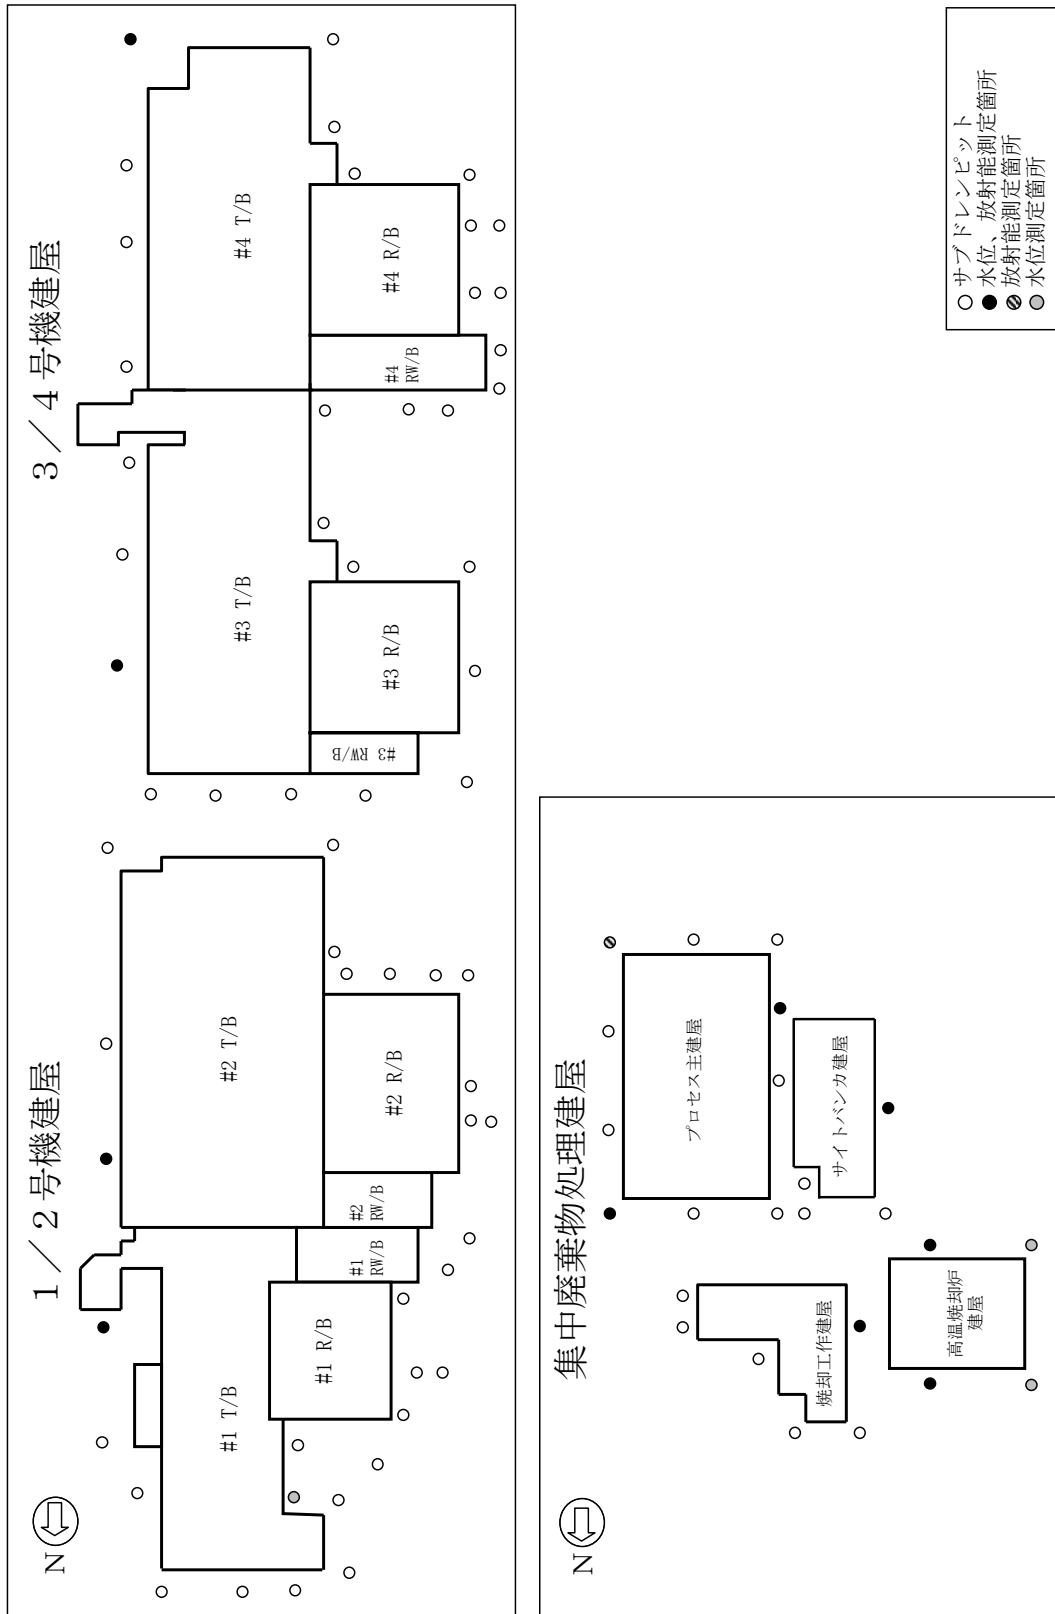 1／2号機建屋
N
#1 T/B
#1 R/B
#1
RW/B
#2
RW/B
#2 T/B
#2 R/B
3／4号機建屋
#3 T/B
#3 RW/B
#3 R/B
#4 T/B
#4
RW/B
#4 R/B
集中廃棄物処理建屋
N
プロセス主建屋
サイトバンカ建屋
焼却工作建屋
高温焼却炉
建屋
サブドレンピット
水位、放射能測定箇所
放射能測定箇所
水位測定箇所